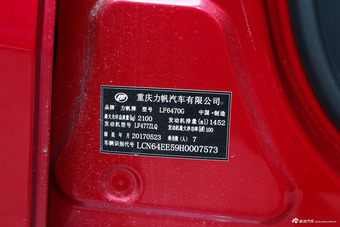 重庆力帆汽车有限公司
品牌 力帆牌 型号 LF6470G 中国·制造
最大允许总质量(kg) 2100 发动机排量(ml) 1452
发动机型号 LF477ZLQ 发动机最大净功率(kW) 100
制造年月 20170523 乘坐人数(人) 7
车辆识别代号 LCN64EE59H0007573